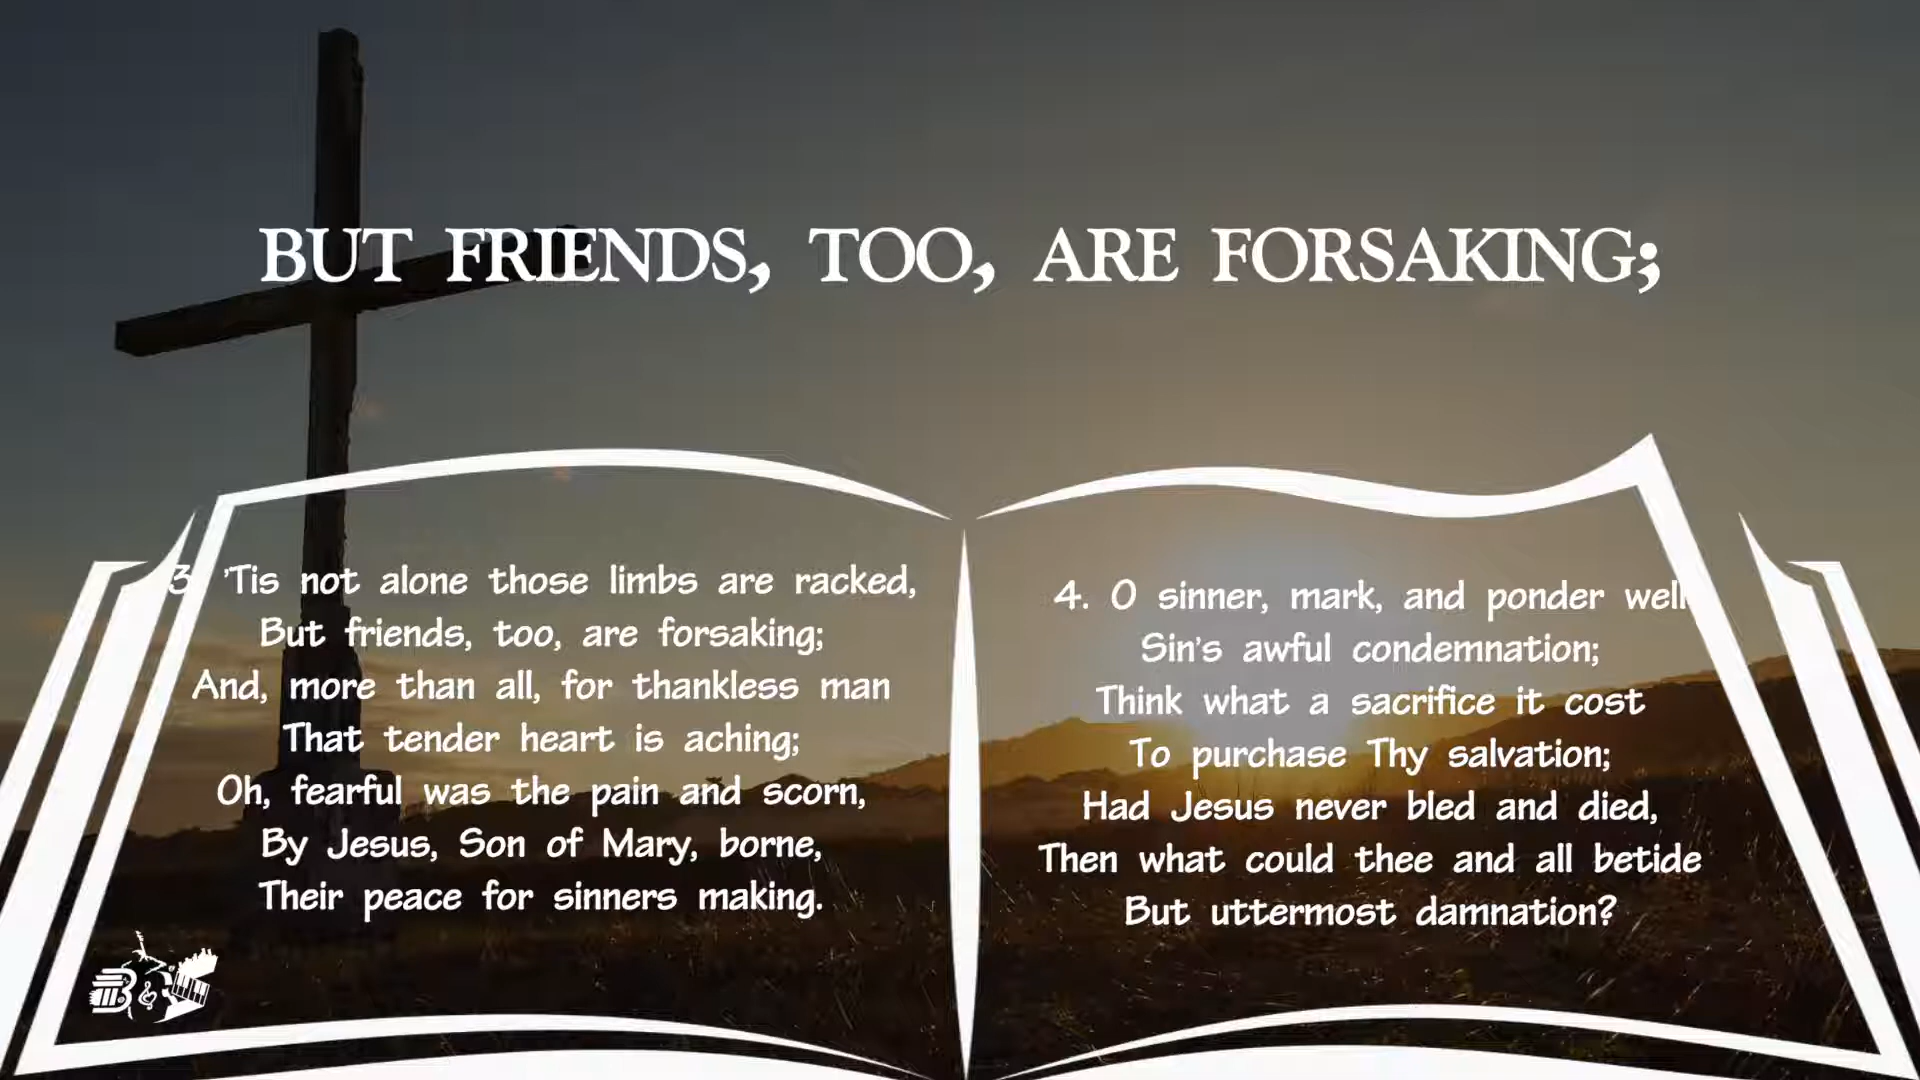 BUT FRIENDS, TOO, ARE FORSAKING;
3. 'Tis not alone those limbs are racked,
But friends, too, are forsaking;
And, more than all, for thankless man
That tender heart is aching;
Oh, fearful was the pain and scorn,
By Jesus, Son of Mary, borne,
Their peace for sinners making.
4. O sinner, mark, and ponder well
Sin's awful condemnation;
Think what a sacrifice it cost
To purchase Thy salvation;
Had Jesus never bled and died,
Then what could thee and all betide
But uttermost damnation?